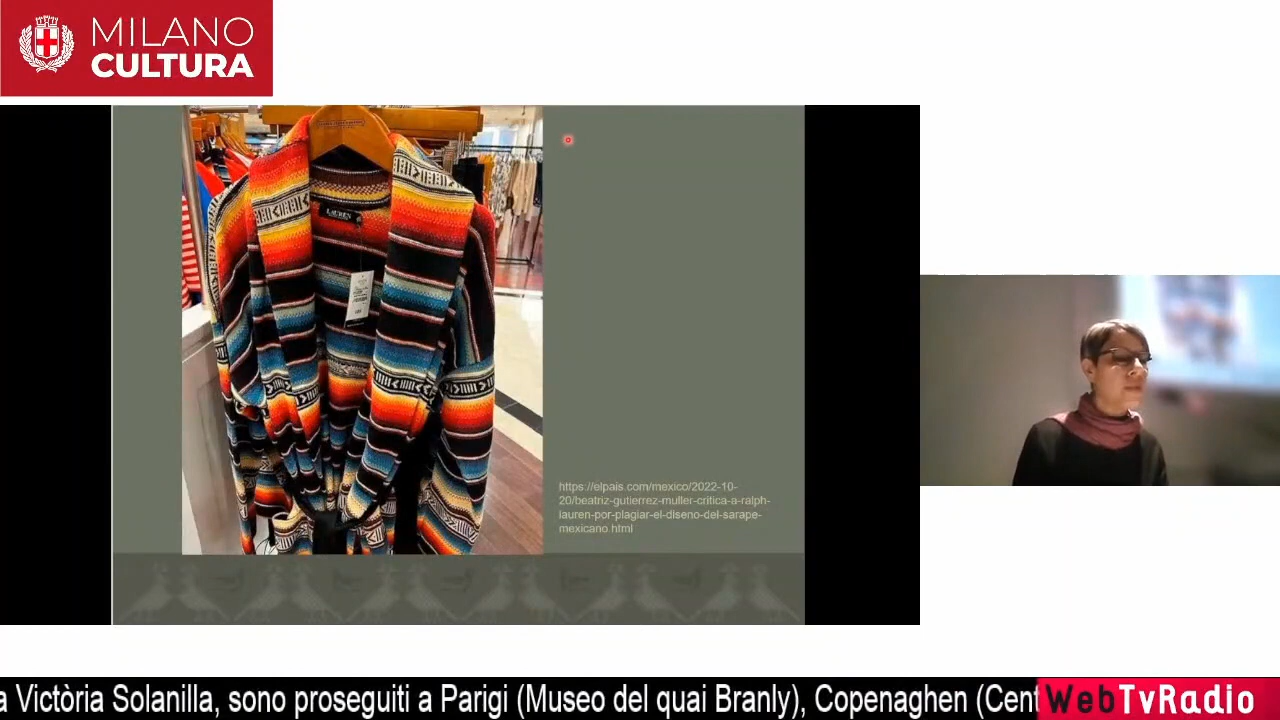 MILANO
CULTURA
LAUREN
https://elpais.com/mexico/2022-10-
20/beatriz-gutierrez-muller-critica-a-ralph-
lauren-por-plagiar-el-diseno-del-sarape-
mexicano.html
a Victòria Solanilla, sono proseguiti a Parigi (Museo del quai Branly), Copenaghen (Cent
WebTvRadio